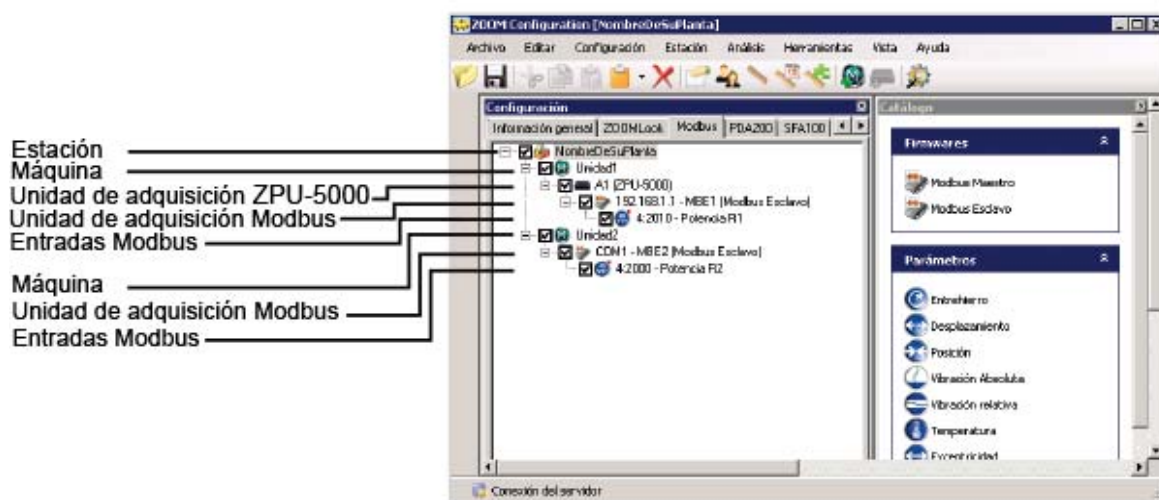 ZOOM Configuration [NombreDeSuPlanta]
Archivo Editar Configuración Estación Análisis Herramientas Vista Ayuda
Configuración
Catálogo
Información general ZOOMLook Modbus PDA200 SFA100
Estación
Máquina
Unidad de adquisición ZPU-5000
Unidad de adquisición Modbus
Entradas Modbus
Máquina
Unidad de adquisición Modbus
Entradas Modbus
NombreDeSuPlanta
Unidad1
A1 (ZPU-5000)
192.168.1.1 - MBE1 (Modbus Esclavo)
4:2010 - Potencia R1
Unidad2
COM1 - MBE2 (Modbus Esclavo)
4:2000 - Potencia R2
Firmwares
Modbus Maestro
Modbus Esclavo
Parámetros
Entrehierro
Desplazamiento
Posición
Vibración Absoluta
Vibración relativa
Temperatura
Excentricidad
Conexión del servidor